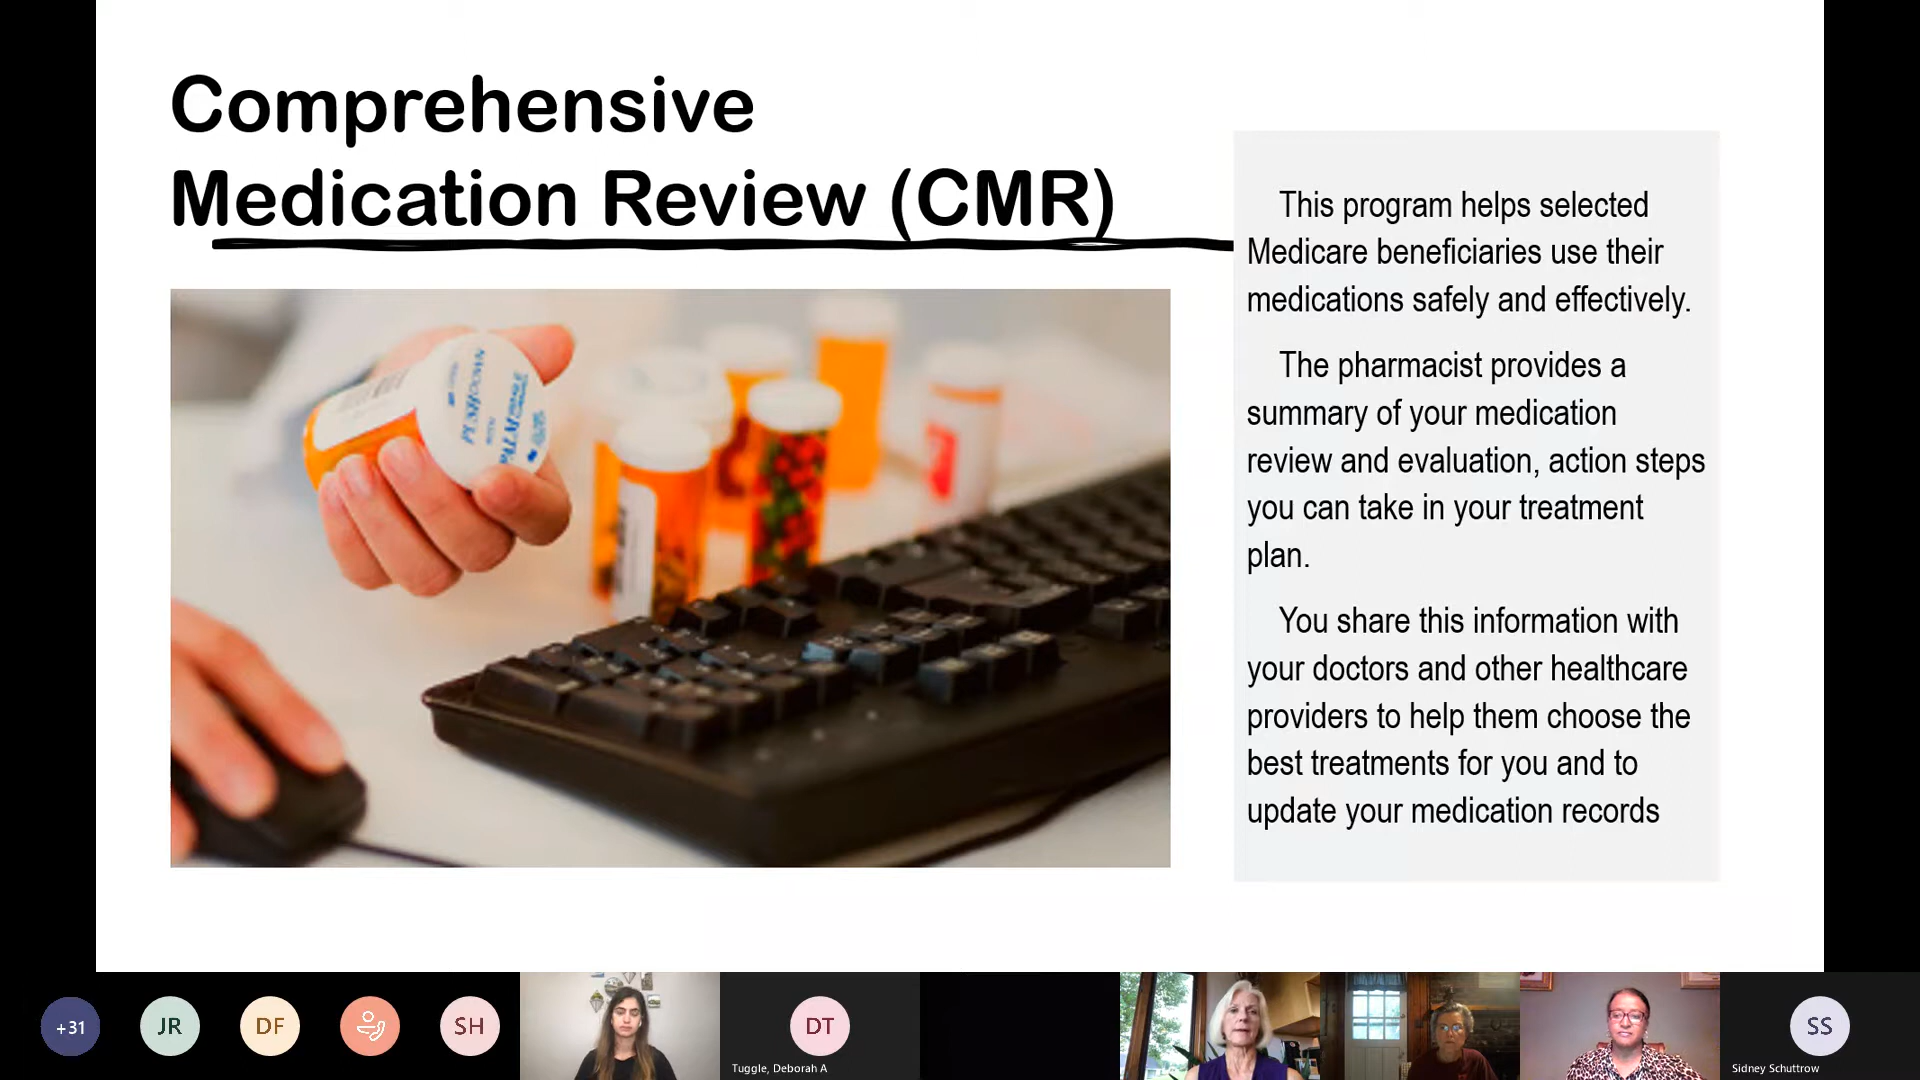 Comprehensive
Medication Review (CMR)
This program helps selected
Medicare beneficiaries use their
medications safely and effectively.
The pharmacist provides a
summary of your medication
review and evaluation, action steps
you can take in your treatment
plan.
You share this information with
your doctors and other healthcare
providers to help them choose the
best treatments for you and to
update your medication records
+31
JR
DF
SH
DT
Tuggle, Deborah A
SS
Sidney Schuttrow